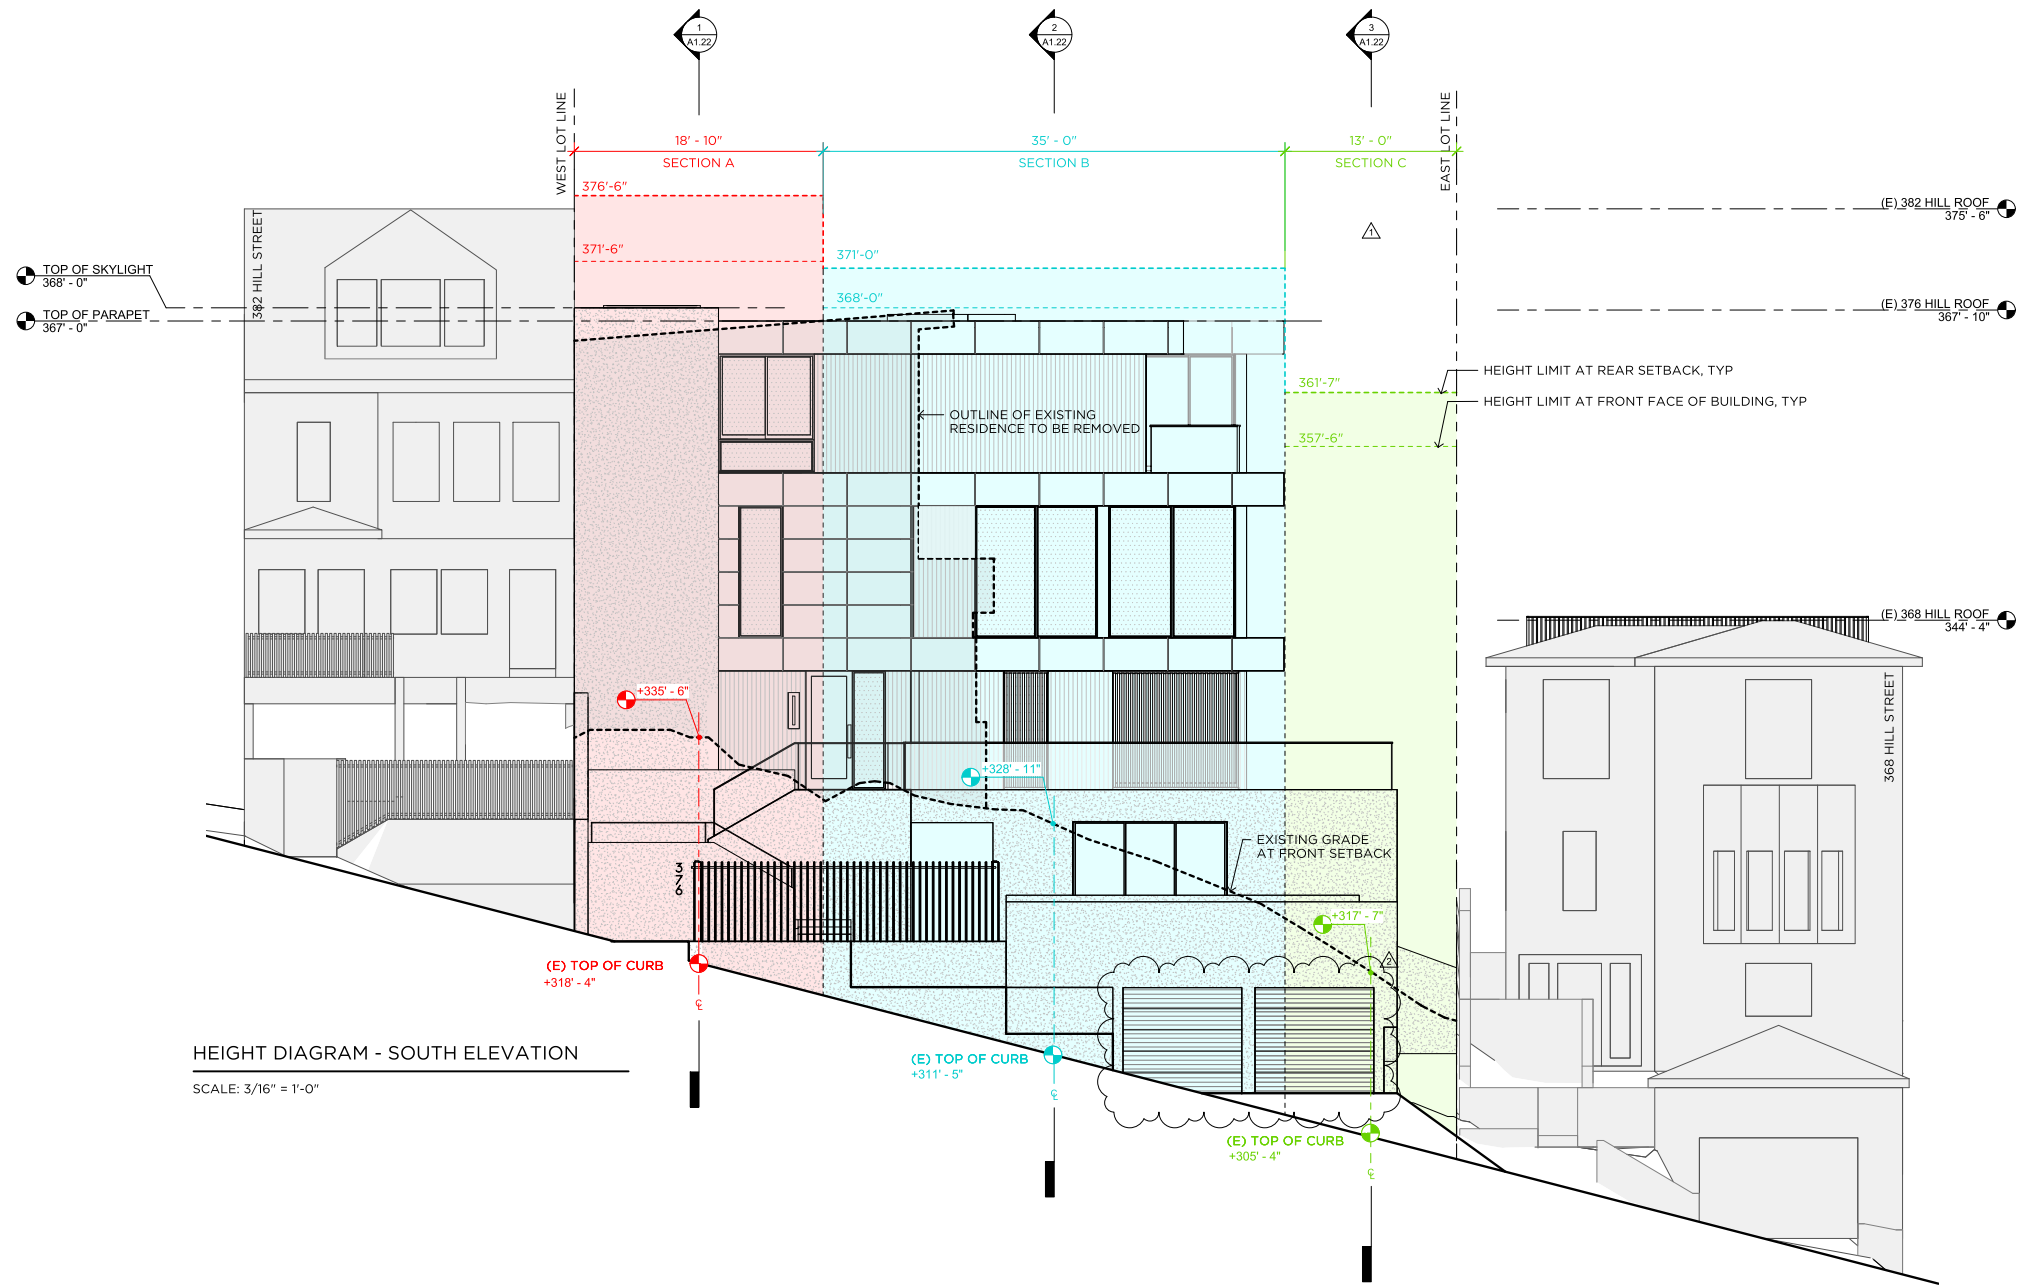 1
A1.22
2
A1.22
3
A1.22
WEST LOT LINE
EAST LOT LINE
18' - 10"
SECTION A
35' - 0"
SECTION B
13' - 0"
SECTION C
376'-6"
371'-6"
371'-0"
368'-0"
361'-7"
357'-6"
1
382 HILL STREET
TOP OF SKYLIGHT
368' - 0"
TOP OF PARAPET
367' - 0"
(E) 382 HILL ROOF
375' - 6"
(E) 376 HILL ROOF
367' - 10"
HEIGHT LIMIT AT REAR SETBACK, TYP
HEIGHT LIMIT AT FRONT FACE OF BUILDING, TYP
OUTLINE OF EXISTING
RESIDENCE TO BE REMOVED
(E) 368 HILL ROOF
344' - 4"
368 HILL STREET
+335' - 6"
+328' - 11"
EXISTING GRADE
AT FRONT SETBACK
376
+317' - 7"
2
(E) TOP OF CURB
+318' - 4"
(E) TOP OF CURB
+311' - 5"
(E) TOP OF CURB
+305' - 4"
HEIGHT DIAGRAM - SOUTH ELEVATION
SCALE: 3/16" = 1'-0"